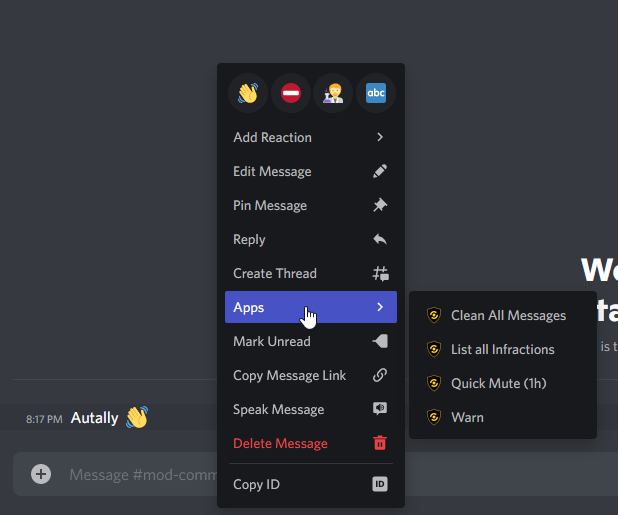 abc
Add Reaction
Edit Message
Pin Message
Reply
Create Thread
Apps
Mark Unread
Copy Message Link
Speak Message
Delete Message
Copy ID
ID
Clean All Messages
List all Infractions
Quick Mute (1h)
Warn
is t
8:17 PM Autally
Message #mod-comm